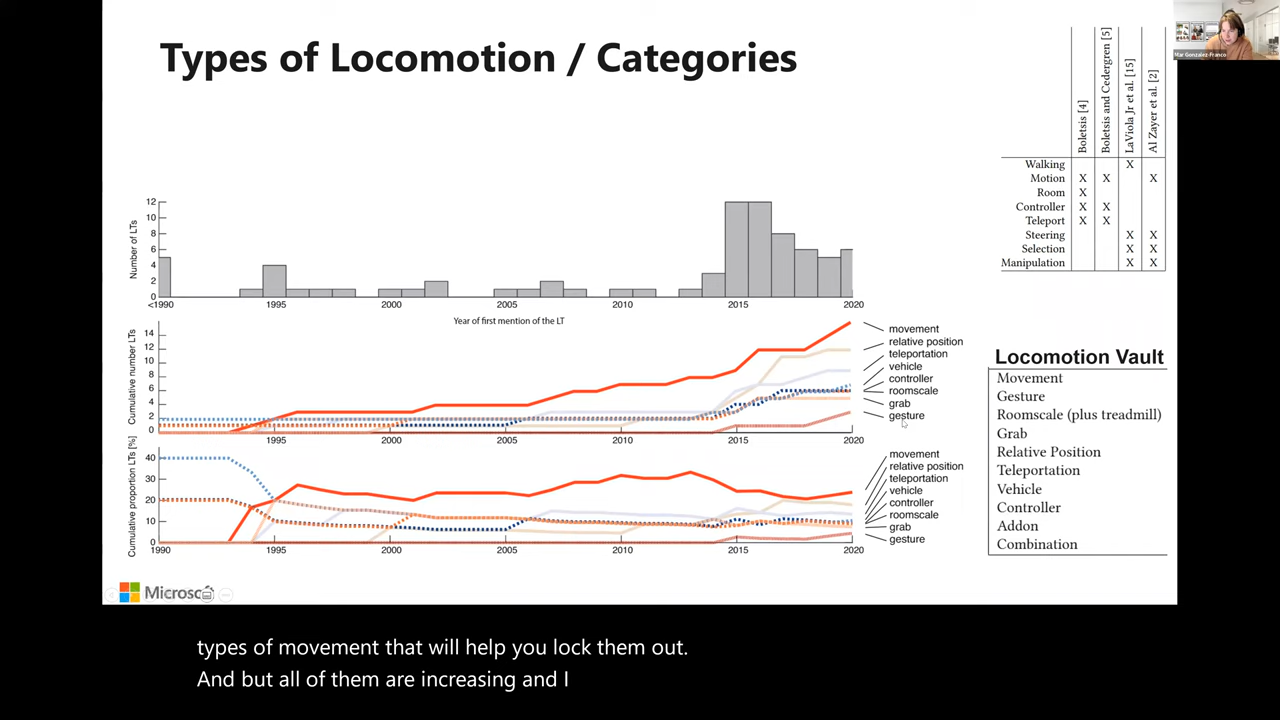 Types of Locomotion / Categories
Mar Gonzalez-Franco
Boletsis [4]
Boletsis and Cedergren [5]
LaViola Jr et al. [15]
Al Zayer et al. [2]
Walking X
Motion X X X
Room X
Controller X X
Teleport X X
Steering X X
Selection X X
Manipulation X X
Number of LTs
12
10
8
6
4
2
0
<1990 1995 2000 2005 2010 2015 2020
Year of first mention of the LT
Cumulative number LTs
14
12
10
8
6
4
2
0
1995 2000 2005 2010 2015 2020
movement
relative position
teleportation
vehicle
controller
roomscale
grab
gesture
Cumulative proportion LTs [%]
40
30
20
10
0
1990 1995 2000 2005 2010 2015 2020
movement
relative position
teleportation
vehicle
controller
roomscale
grab
gesture
Locomotion Vault
Movement
Gesture
Roomscale (plus treadmill)
Grab
Relative Position
Teleportation
Vehicle
Controller
Addon
Combination
types of movement that will help you lock them out.
And but all of them are increasing and I